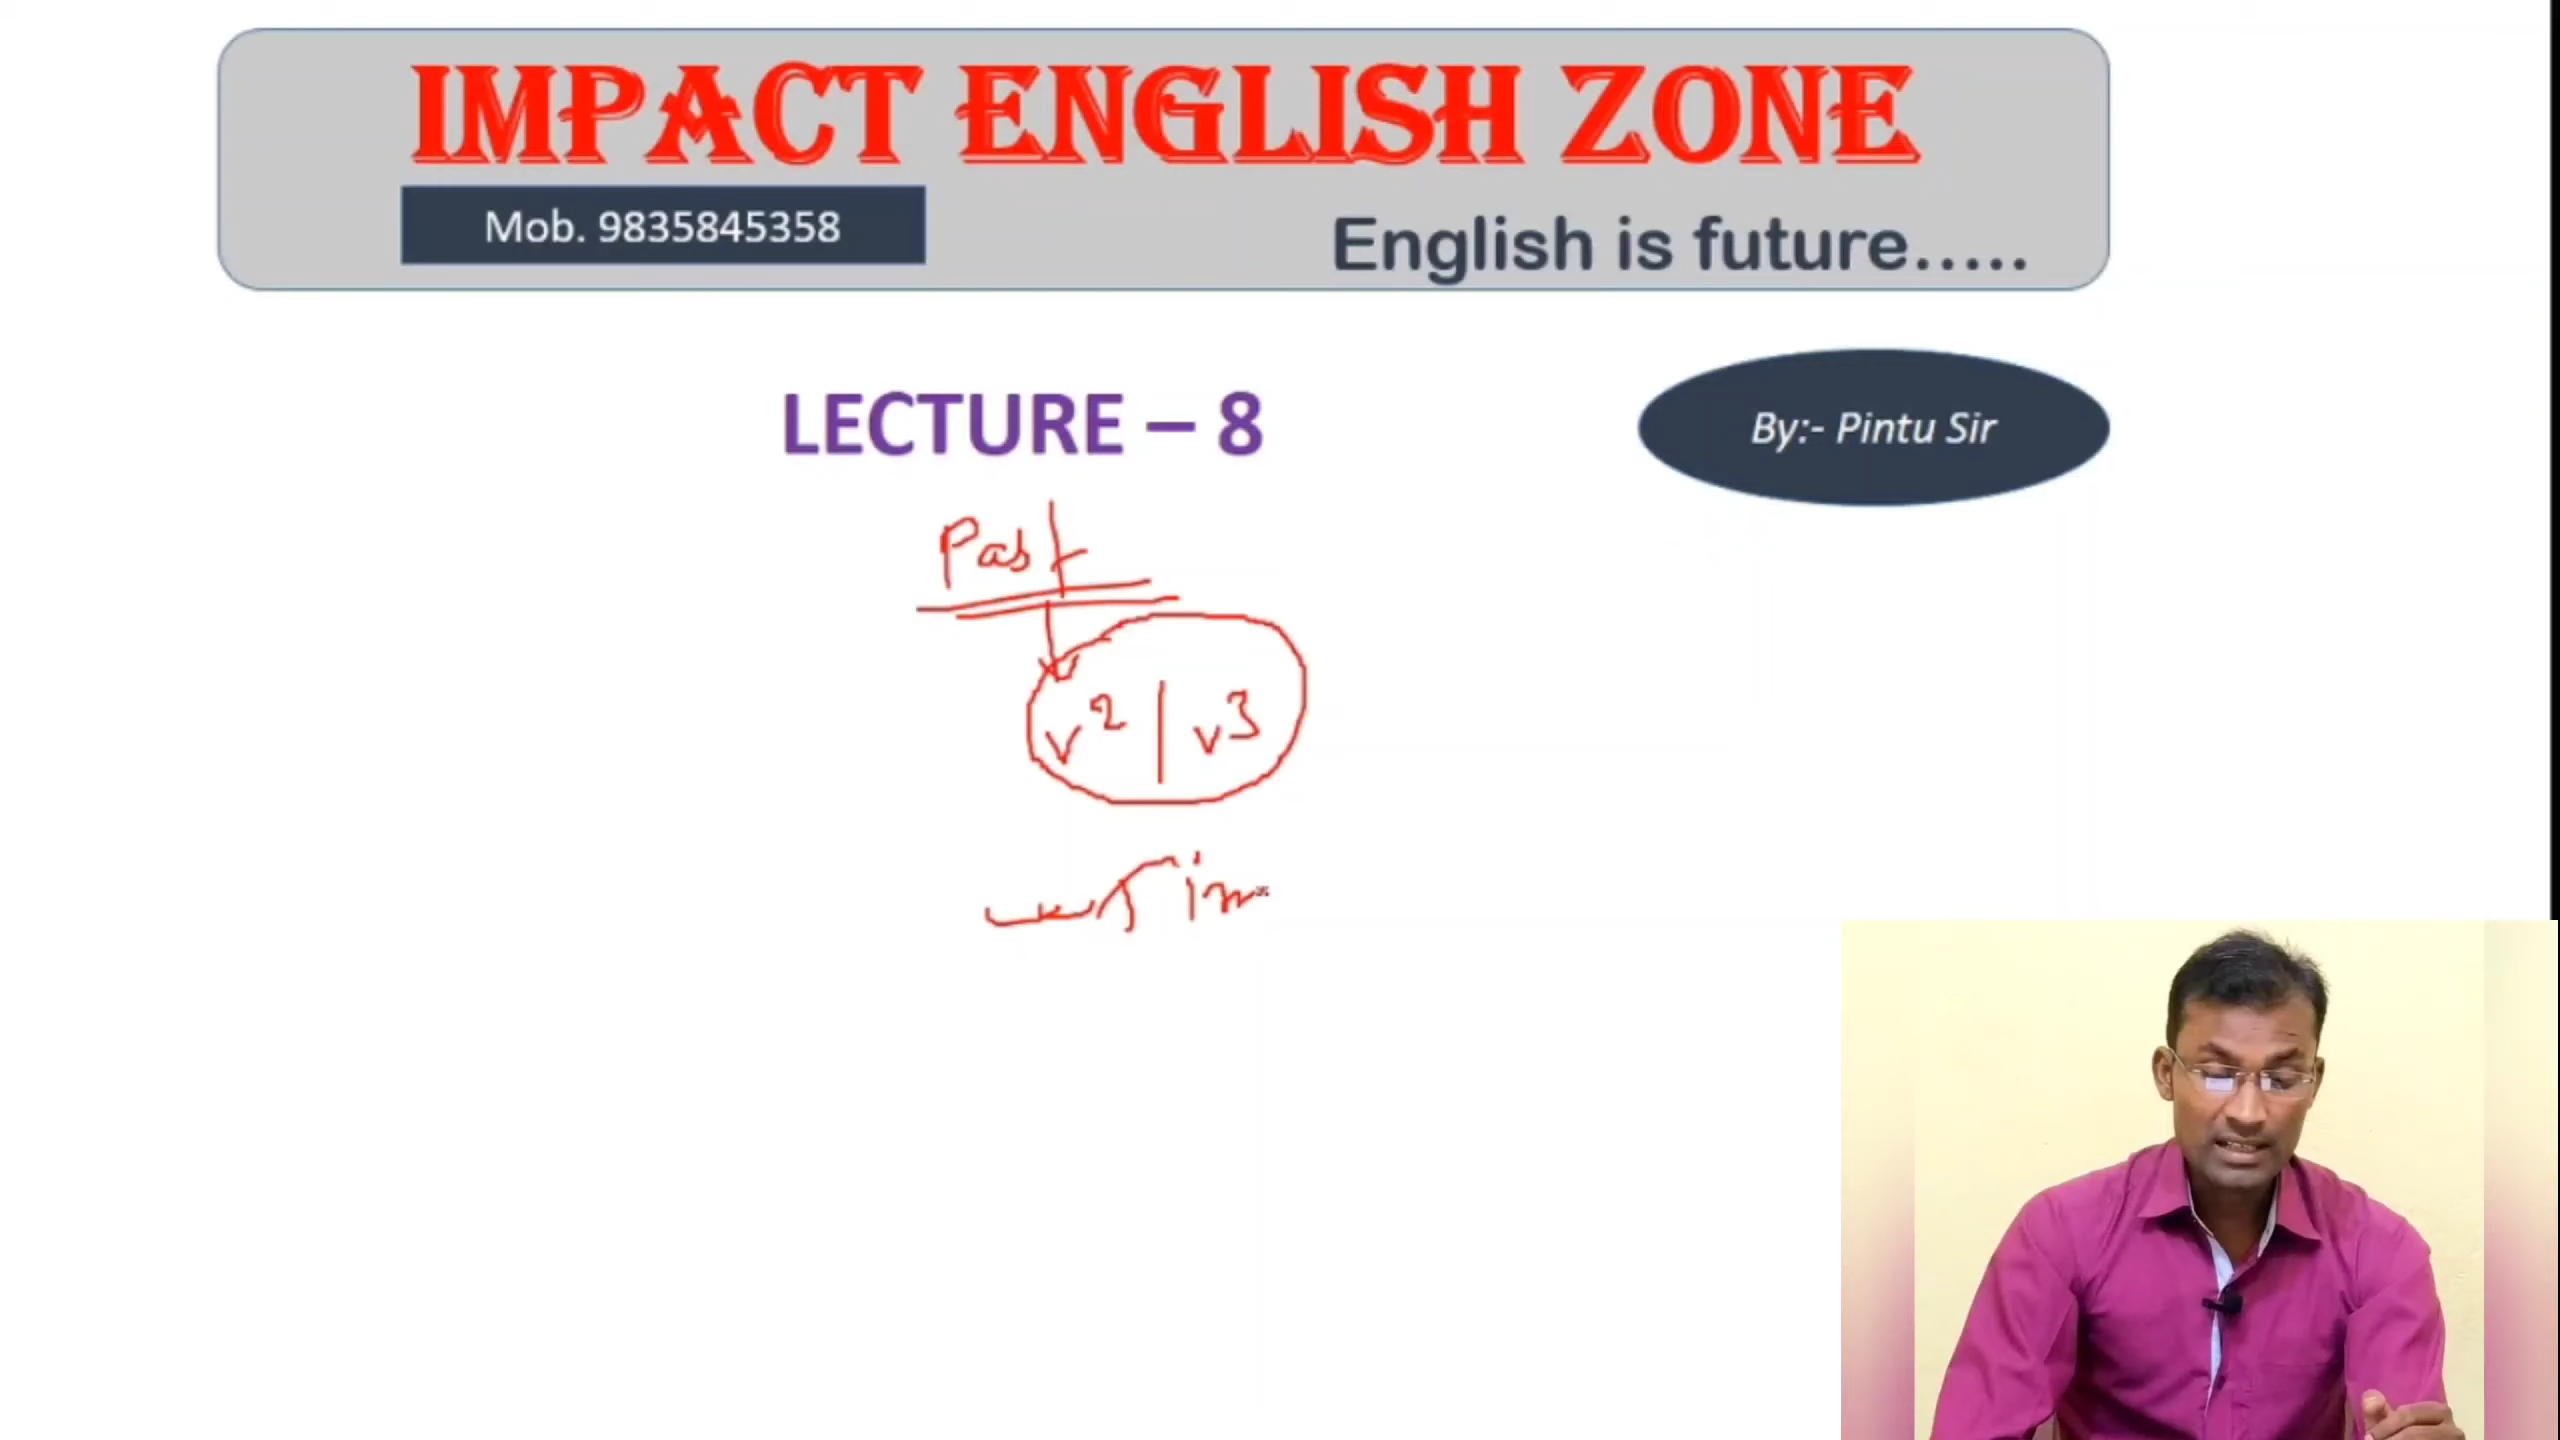 IMPACT ENGLISH ZONE
Mob. 9835845358
English is future.....
LECTURE – 8
By:- Pintu Sir
Past
v² | v³